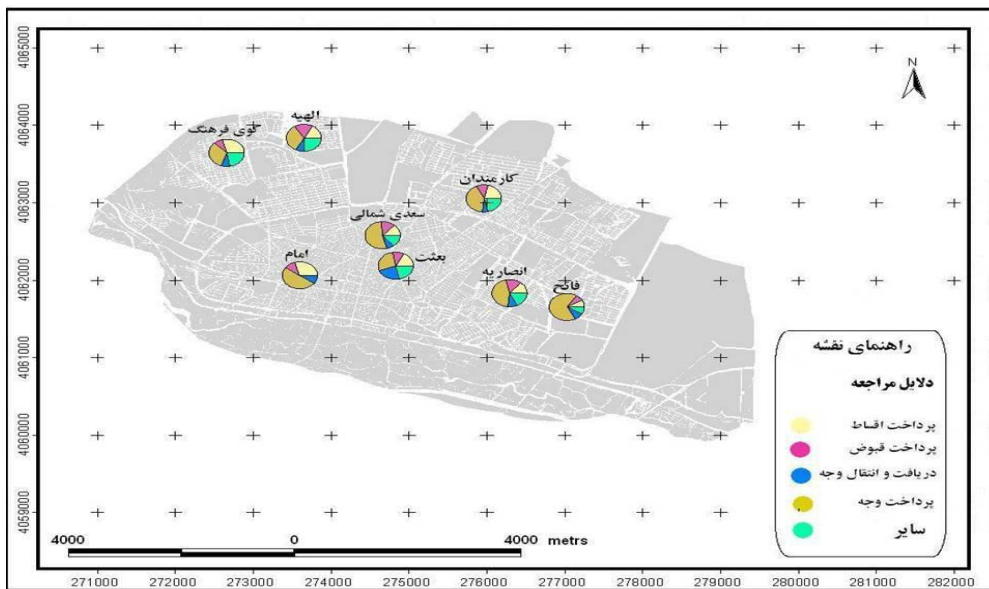 4065000
4064000
4063000
4062000
4061000
4060000
4059000
N
الهیه
کوی فرهنگ
کارمندان
سعدی شمالی
بعثت
امام
انصاریه
فاتح
راهنمای نقشه
دلایل مراجعه
پرداخت اقساط
پرداخت قبوض
دریافت و انتقال وجه
پرداخت وجه
سایر
4000 0 4000 metrs
271000 272000 273000 274000 275000 276000 277000 278000 279000 280000 281000 282000